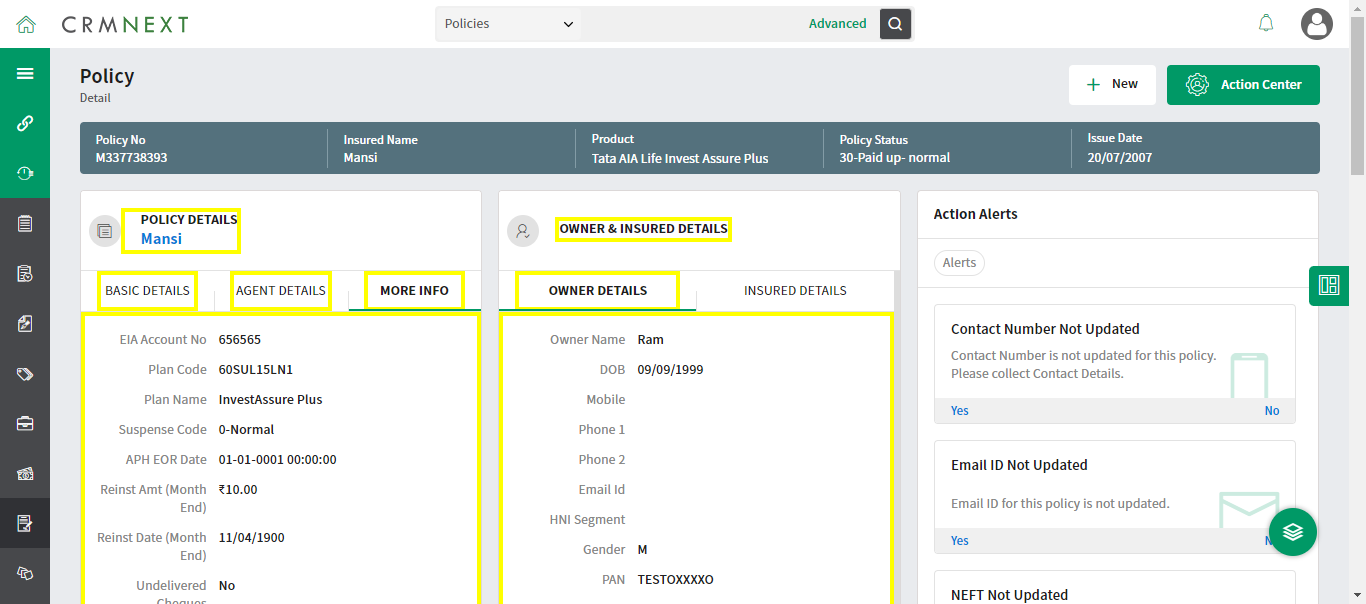 CRMNEXT
Policies
Advanced
Policy
Detail
New
Action Center
Policy No
M337738393
Insured Name
Mansi
Product
Tata AIA Life Invest Assure Plus
Policy Status
30-Paid up- normal
Issue Date
20/07/2007
POLICY DETAILS
Mansi
BASIC DETAILS
AGENT DETAILS
MORE INFO
EIA Account No 656565
Plan Code 60SUL15LN1
Plan Name InvestAssure Plus
Suspense Code 0-Normal
APH EOR Date 01-01-0001 00:00:00
Reinst Amt (Month ₹10.00
End)
Reinst Date (Month 11/04/1900
End)
Undelivered No
Cheques
OWNER & INSURED DETAILS
OWNER DETAILS
INSURED DETAILS
Owner Name Ram
DOB 09/09/1999
Mobile
Phone 1
Phone 2
Email Id
HNI Segment
Gender M
PAN TESTOXXXXO
Action Alerts
Alerts
Contact Number Not Updated
Contact Number is not updated for this policy.
Please collect Contact Details.
Yes No
Email ID Not Updated
Email ID for this policy is not updated.
Yes
NEFT Not Updated